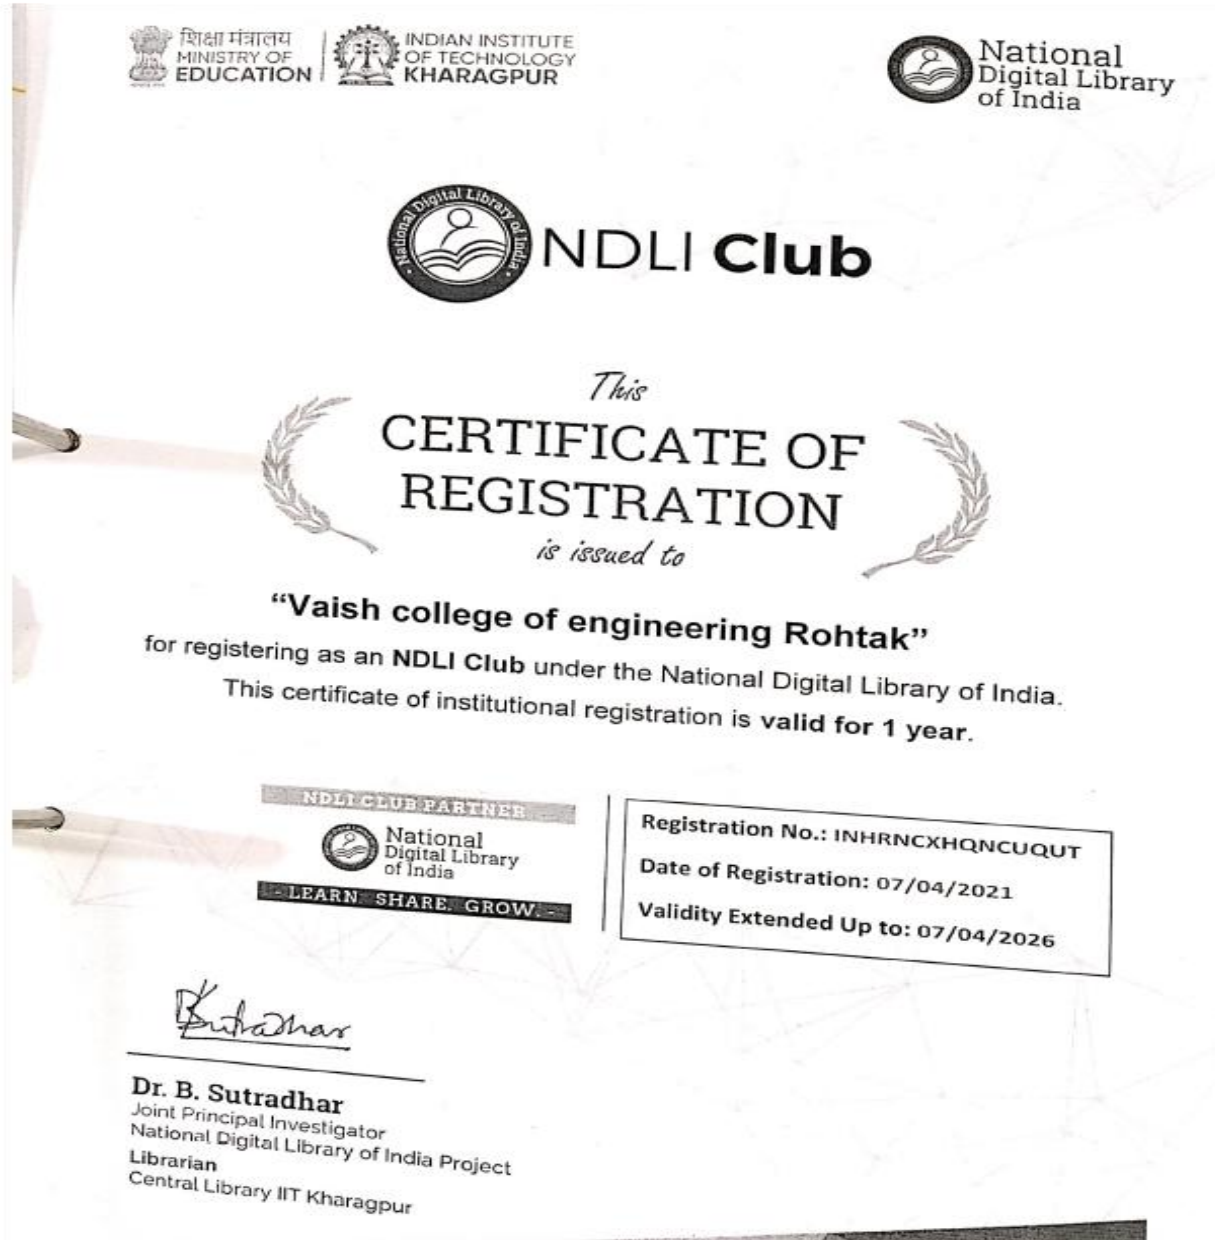 शिक्षा मंत्रालय
MINISTRY OF
EDUCATION
INDIAN INSTITUTE
OF TECHNOLOGY
KHARAGPUR
National
Digital Library
of India
National Digital Library of India
NDLI Club
This
CERTIFICATE OF
REGISTRATION
is issued to
“Vaish college of engineering Rohtak”
for registering as an NDLI Club under the National Digital Library of India.
This certificate of institutional registration is valid for 1 year.
NDLI CLUB PARTNER
National
Digital Library
of India
- LEARN. SHARE. GROW. -
Registration No.: INHRNCXHQNCUQUT
Date of Registration: 07/04/2021
Validity Extended Up to: 07/04/2026
BSutradhar
Dr. B. Sutradhar
Joint Principal Investigator
National Digital Library of India Project
Librarian
Central Library IIT Kharagpur